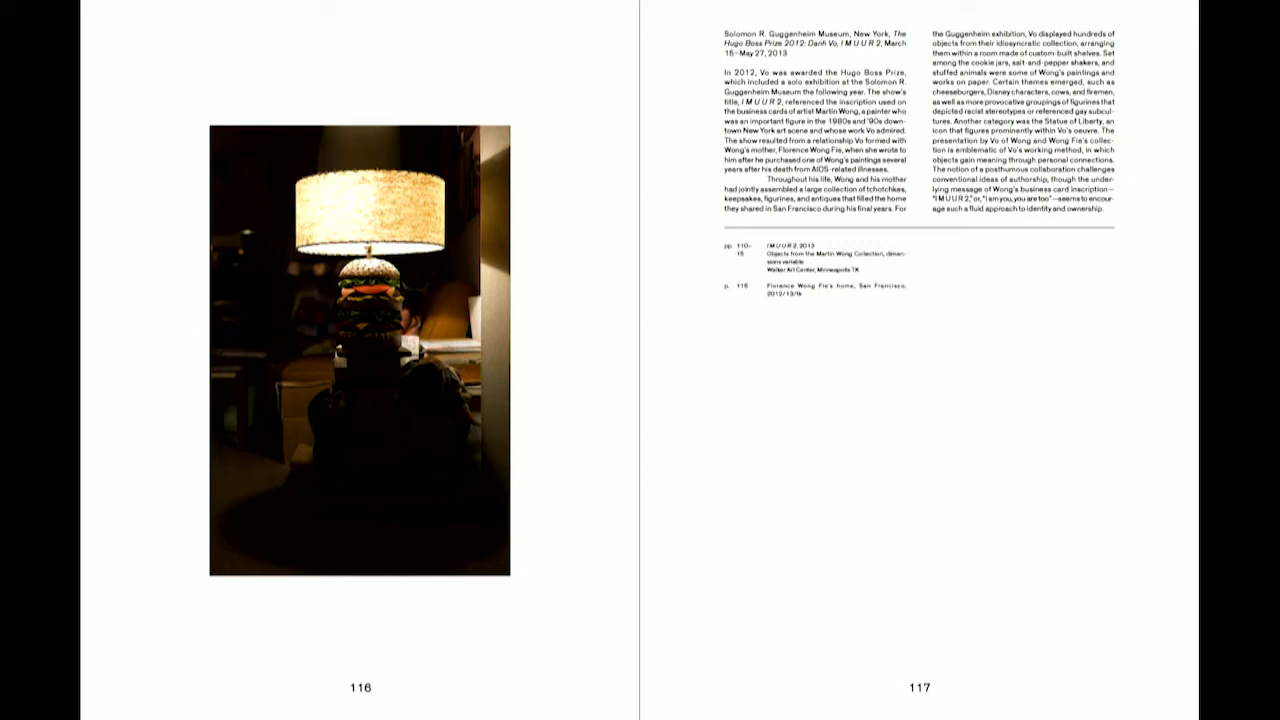 Solomon R. Guggenheim Museum, New York, The
Hugo Boss Prize 2012: Danh Vo, I M U U R 2, March
15–May 27, 2013
In 2012, Vo was awarded the Hugo Boss Prize,
which included a solo exhibition at the Solomon R.
Guggenheim Museum the following year. The show's
title, I M U U R 2, referenced the inscription used on
the business cards of artist Martin Wong, a painter who
was an important figure in the 1980s and '90s down-
town New York art scene and whose work Vo admired.
The show resulted from a relationship Vo formed with
Wong's mother, Florence Wong Fie, when she wrote to
him after he purchased one of Wong's paintings several
years after his death from AIDS-related illnesses.
Throughout his life, Wong and his mother
had jointly assembled a large collection of tchotchkes,
keepsakes, figurines, and antiques that filled the home
they shared in San Francisco during his final years. For
the Guggenheim exhibition, Vo displayed hundreds of
objects from their idiosyncratic collection, arranging
them within a room made of custom-built shelves. Set
among the cookie jars, salt-and-pepper shakers, and
stuffed animals were some of Wong's paintings and
works on paper. Certain themes emerged, such as
cheeseburgers, Disney characters, cows, and firemen,
as well as more provocative groupings of figurines that
depicted racist stereotypes or referenced gay subcul-
tures. Another category was the Statue of Liberty, an
icon that figures prominently within Vo's oeuvre. The
presentation by Vo of Wong and Wong Fie's collec-
tion is emblematic of Vo's working method, in which
objects gain meaning through personal connections.
The notion of a posthumous collaboration challenges
conventional ideas of authorship, though the under-
lying message of Wong's business card inscription—
"I M U U R 2," or, "I am you, you are too"—seems to encour-
age such a fluid approach to identity and ownership.
pp. 110– I M U U R 2, 2013
15 Objects from the Martin Wong Collection, dimen-
sions variable
Walker Art Center, Minneapolis TK
p. 116 Florence Wong Fie's home, San Francisco,
2012/13/tk
116
117